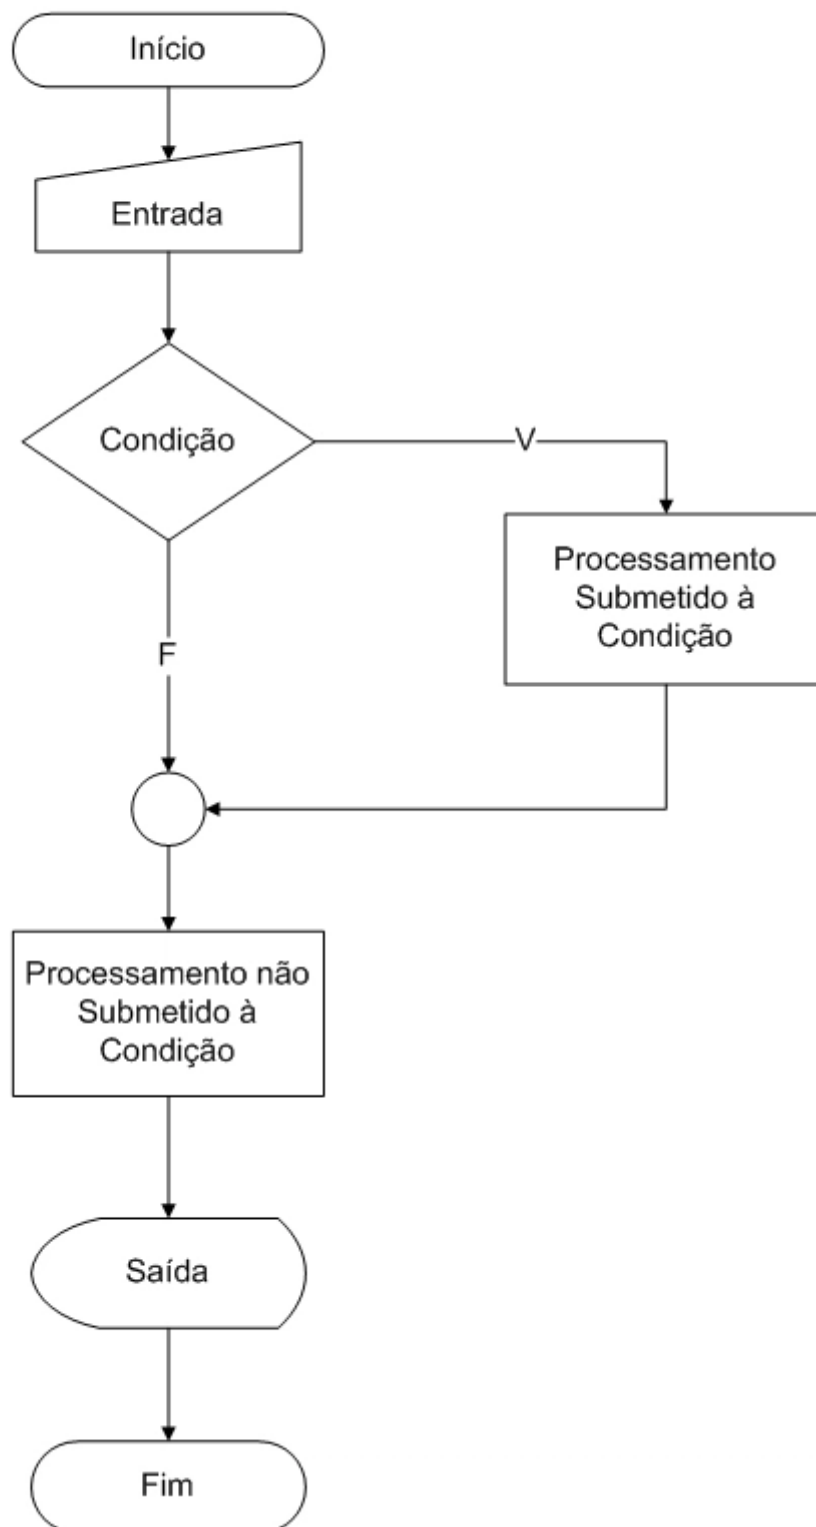 Início
Entrada
Condição
V
Processamento
Submetido à
Condição
F
Processamento não
Submetido à
Condição
Saída
Fim